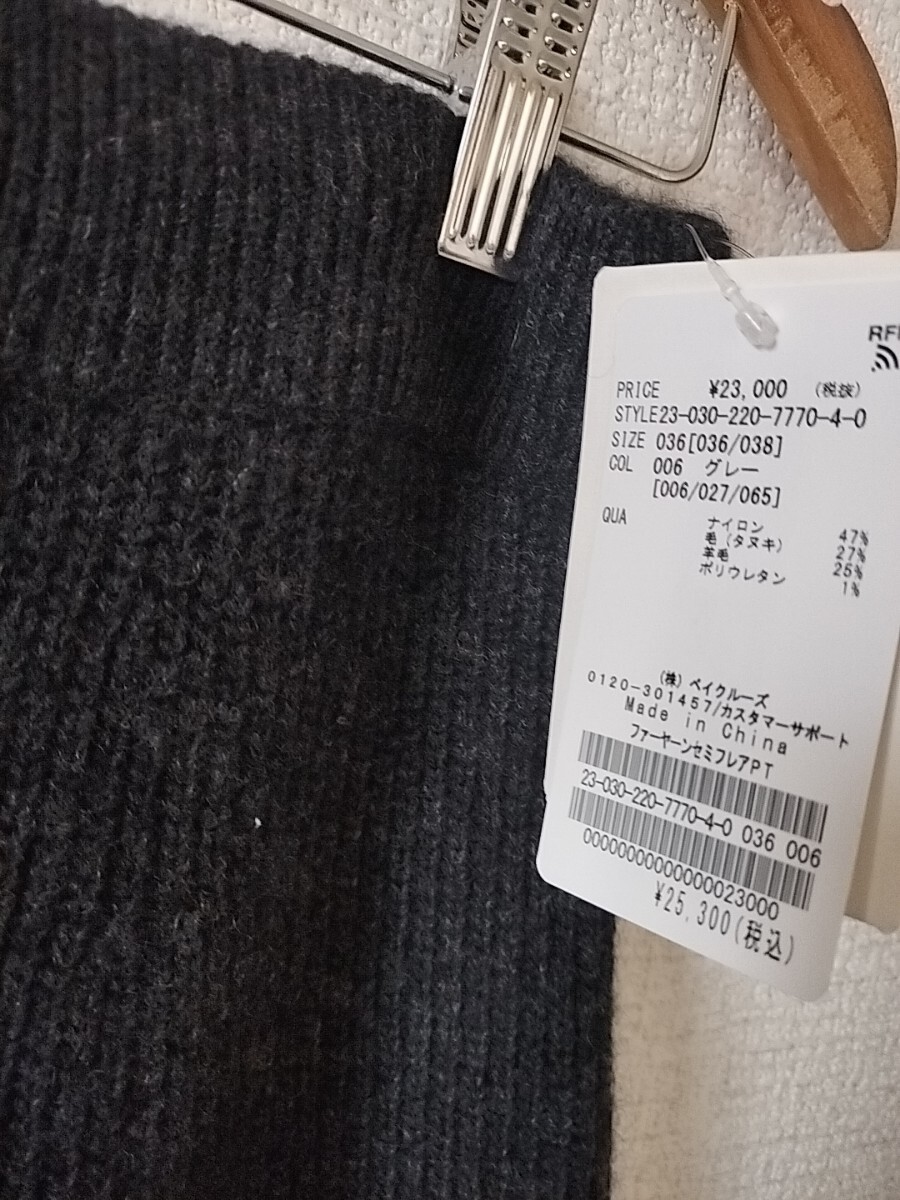 PRICE ¥23,000 (税抜)
STYLE23-030-220-7770-4-0
SIZE 036[036/038]
COL 006 グレー
[006/027/065]
QUA ナイロン 47%
毛(タヌキ) 27%
羊毛 25%
ポリウレタン 1%
(株)ベイクルーズ
0120-301457/カスタマーサポート
Made in China
ファーヤーンセミフレアPT
23-030-220-7770-4-0 036 006
00000000000000023000
¥25,300(税込)